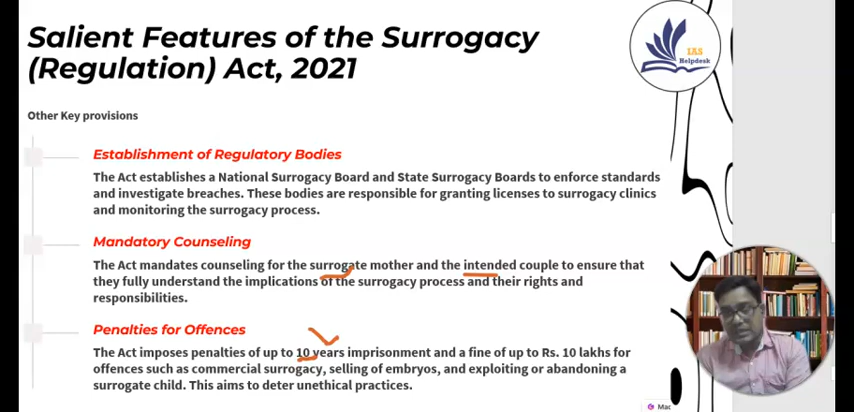 Salient Features of the Surrogacy
(Regulation) Act, 2021
IAS
Helpdesk
Other Key provisions
Establishment of Regulatory Bodies
The Act establishes a National Surrogacy Board and State Surrogacy Boards to enforce standards
and investigate breaches. These bodies are responsible for granting licenses to surrogacy clinics
and monitoring the surrogacy process.
Mandatory Counseling
The Act mandates counseling for the surrogate mother and the intended couple to ensure that
they fully understand the implications of the surrogacy process and their rights and
responsibilities.
Penalties for Offences
The Act imposes penalties of up to 10 years imprisonment and a fine of up to Rs. 10 lakhs for
offences such as commercial surrogacy, selling of embryos, and exploiting or abandoning a
surrogate child. This aims to deter unethical practices.
Mac